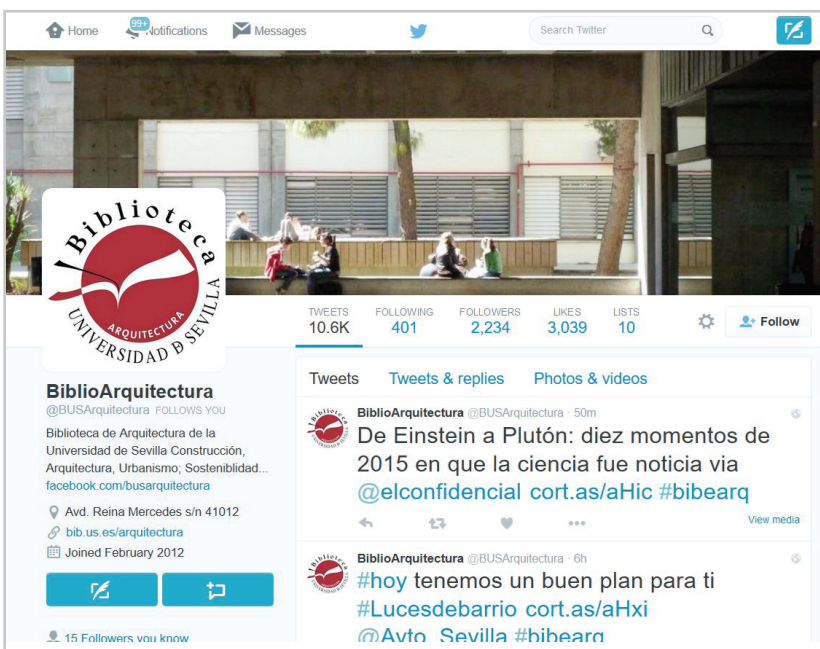 Home
99+
Notifications
Messages
Search Twitter
Biblioteca
ARQUITECTURA
UNIVERSIDAD D SEVILLA
TWEETS FOLLOWING FOLLOWERS LIKES LISTS
10.6K 401 2,234 3,039 10
Follow
BiblioArquitectura
@BUSArquitectura FOLLOWS YOU
Biblioteca de Arquitectura de la
Universidad de Sevilla Construcción,
Arquitectura, Urbanismo; Sosteniblidad...
facebook.com/busarquitectura
Avd. Reina Mercedes s/n 41012
bib.us.es/arquitectura
Joined February 2012
15 Followers you know
Tweets Tweets & replies Photos & videos
BiblioArquitectura @BUSArquitectura · 50m
De Einstein a Plutón: diez momentos de
2015 en que la ciencia fue noticia via
@elconfidencial cort.as/aHic #bibearq
View media
BiblioArquitectura @BUSArquitectura · 6h
#hoy tenemos un buen plan para ti
#Lucesdebarrio cort.as/aHxi
@Ayto_Sevilla #bibearq